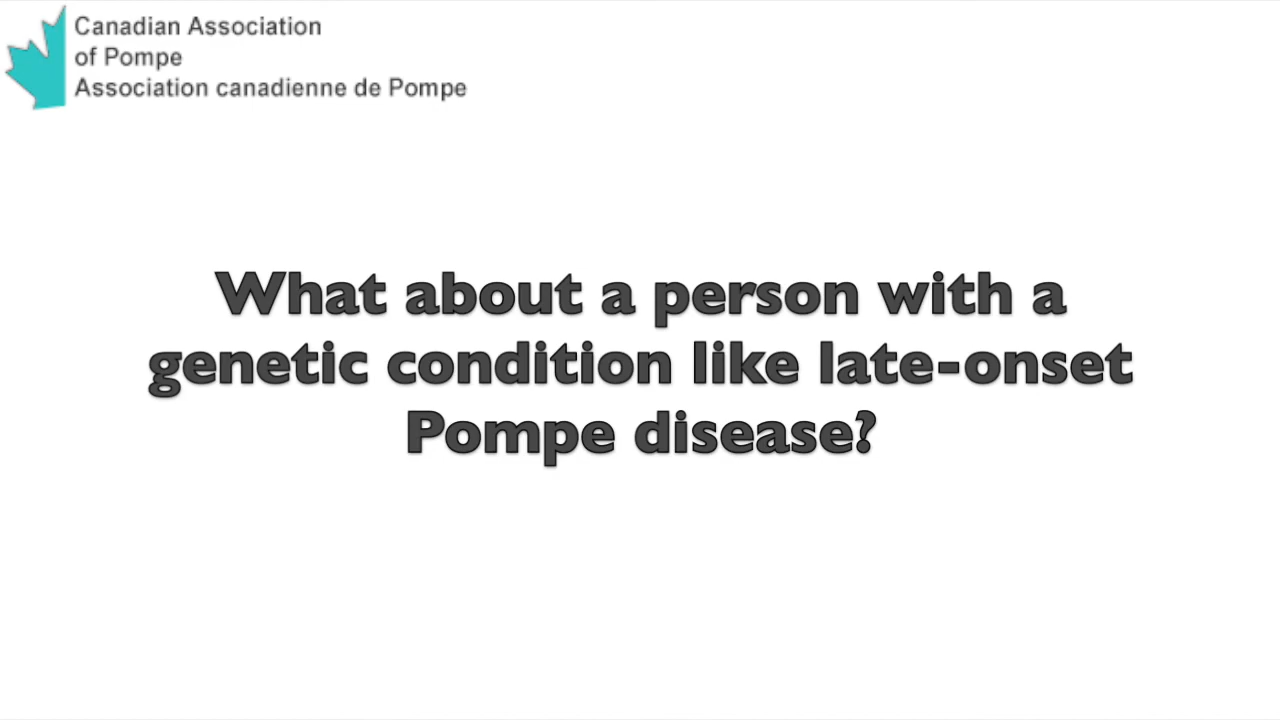 Canadian Association
of Pompe
Association canadienne de Pompe
What about a person with a
genetic condition like late-onset
Pompe disease?